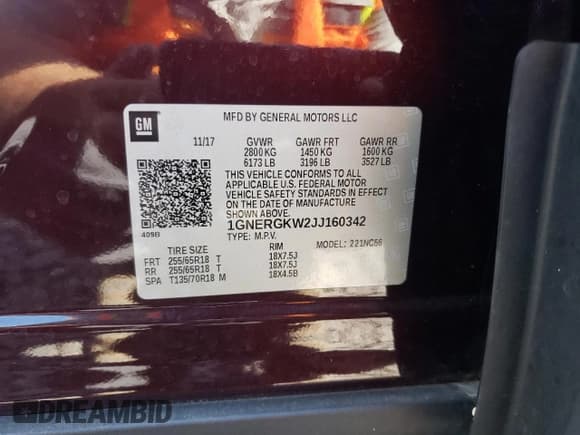 GM
MFD BY GENERAL MOTORS LLC
11/17 GVWR GAWR FRT GAWR RR
2800 KG 1450 KG 1600 KG
6173 LB 3196 LB 3527 LB
THIS VEHICLE CONFORMS TO ALL
APPLICABLE U.S. FEDERAL MOTOR
VEHICLE SAFETY STANDARDS IN EFFECT
ON THE DATE OF MANUFACTURE
SHOWN ABOVE.
1GNERGKW2JJ160342
409B
TYPE: M.P.V. MODEL: 221NC56
TIRE SIZE RIM
FRT 255/65R18 T 18X7.5J
RR 255/65R18 T 18X7.5J
SPA T135/70R18 M 18X4.5B
DREAMBID